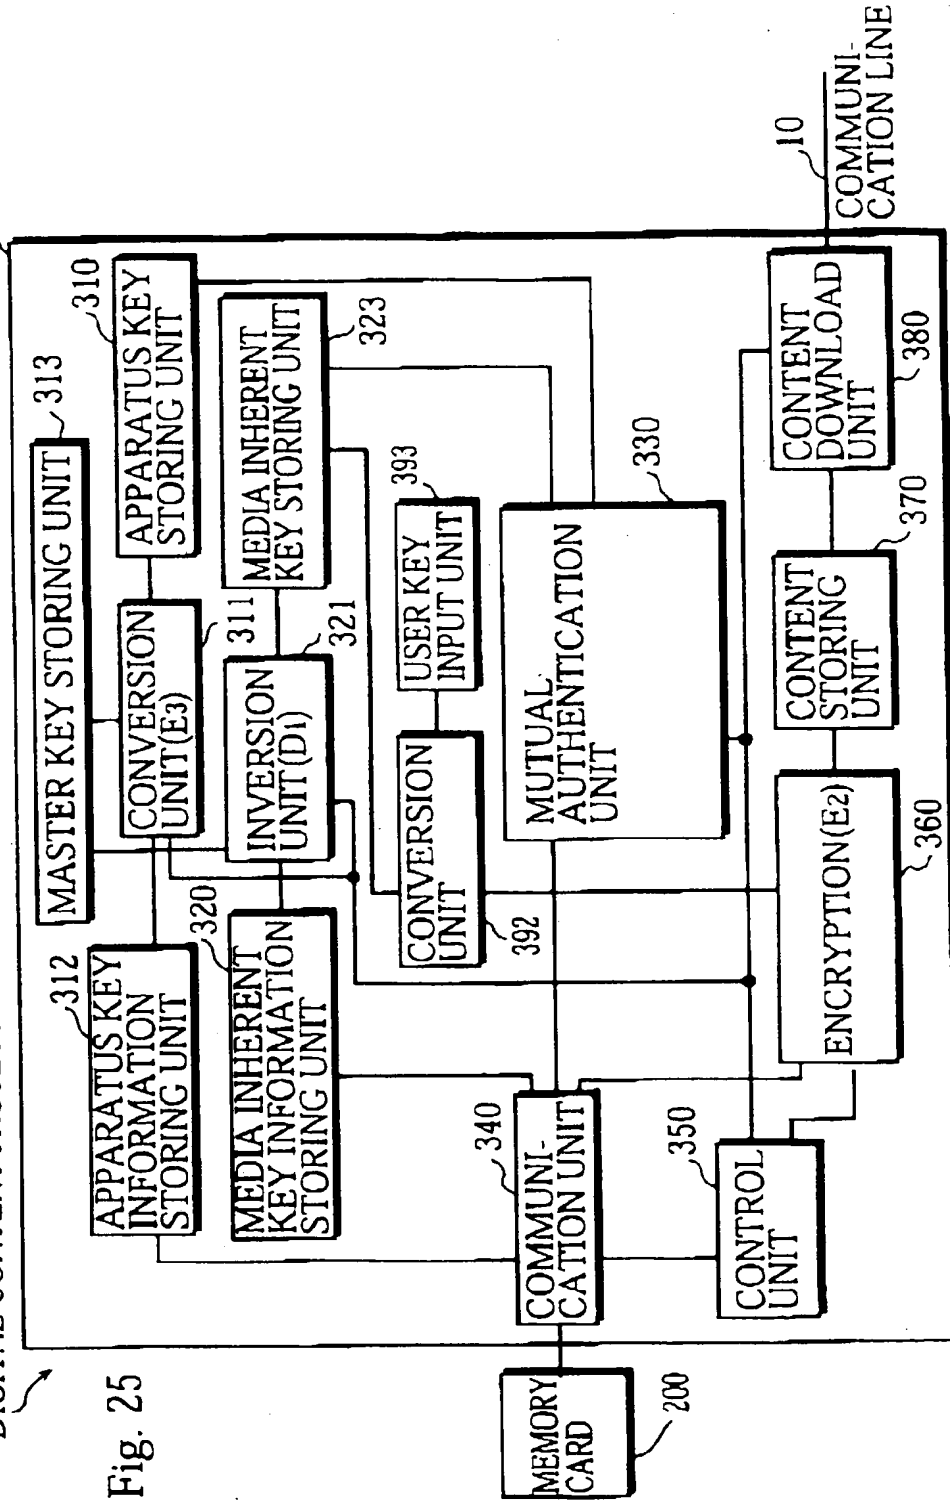 Fig. 25
MASTER KEY STORING UNIT
313
APPARATUS KEY
INFORMATION
STORING UNIT
312
CONVERSION
UNIT(E3)
311
APPARATUS KEY
STORING UNIT
310
MEDIA INHERENT
KEY INFORMATION
STORING UNIT
320
INVERSION
UNIT(D1)
321
MEDIA INHERENT
KEY STORING UNIT
323
CONVERSION
UNIT
392
USER KEY
INPUT UNIT
393
MEMORY
CARD
200
COMMUNI-
CATION UNIT
340
MUTUAL
AUTHENTICATION
UNIT
330
CONTROL
UNIT
350
ENCRYPTION(E2)
360
CONTENT
STORING
UNIT
370
CONTENT
DOWNLOAD
UNIT
380
10
COMMUNI-
CATION LINE